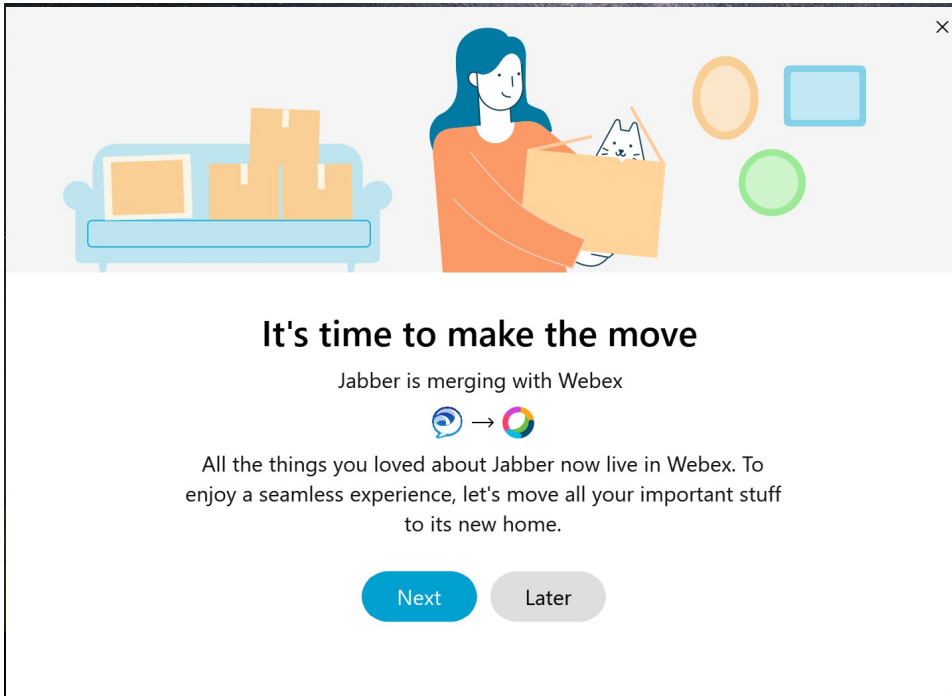 It's time to make the move
Jabber is merging with Webex
All the things you loved about Jabber now live in Webex. To
enjoy a seamless experience, let's move all your important stuff
to its new home.
Next
Later